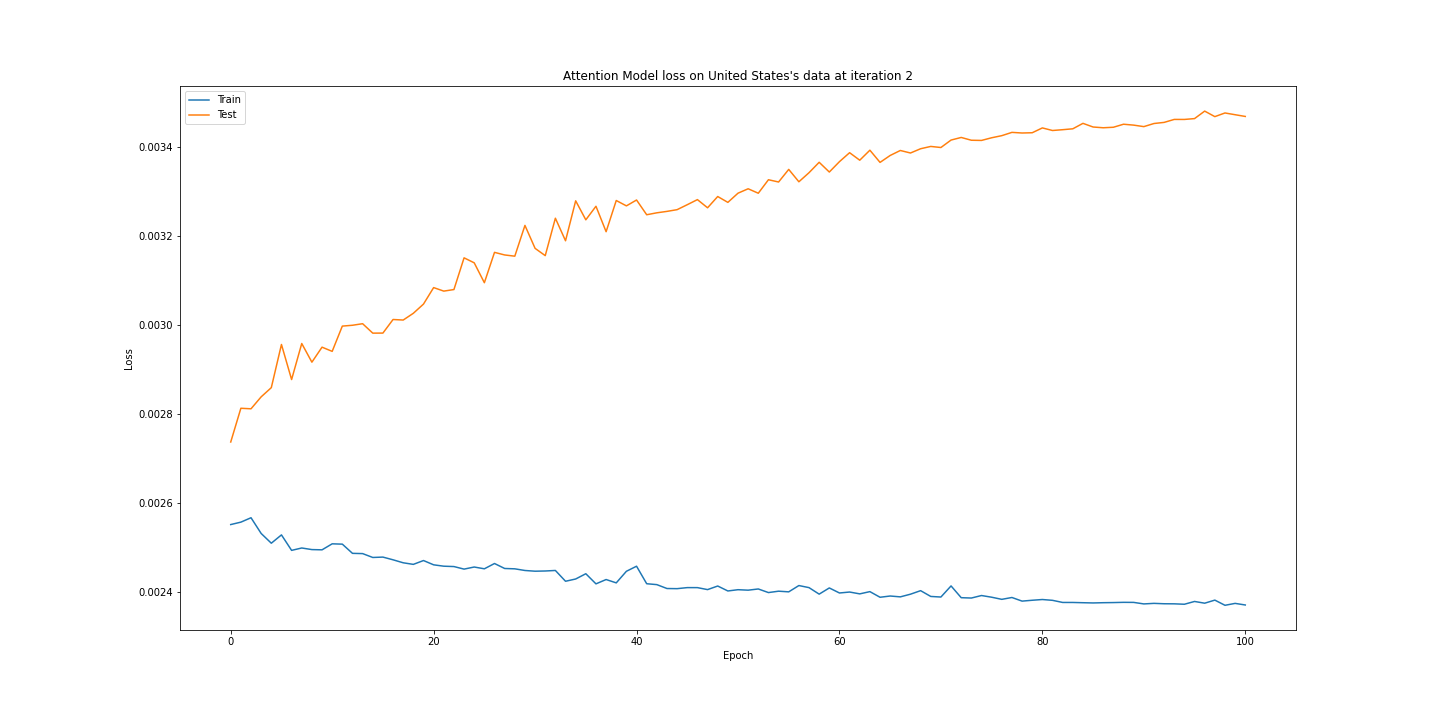 Attention Model loss on United States's data at iteration 2
Train
Test
0.0034
0.0032
0.0030
0.0028
0.0026
0.0024
Loss
0 20 40 60 80 100
Epoch